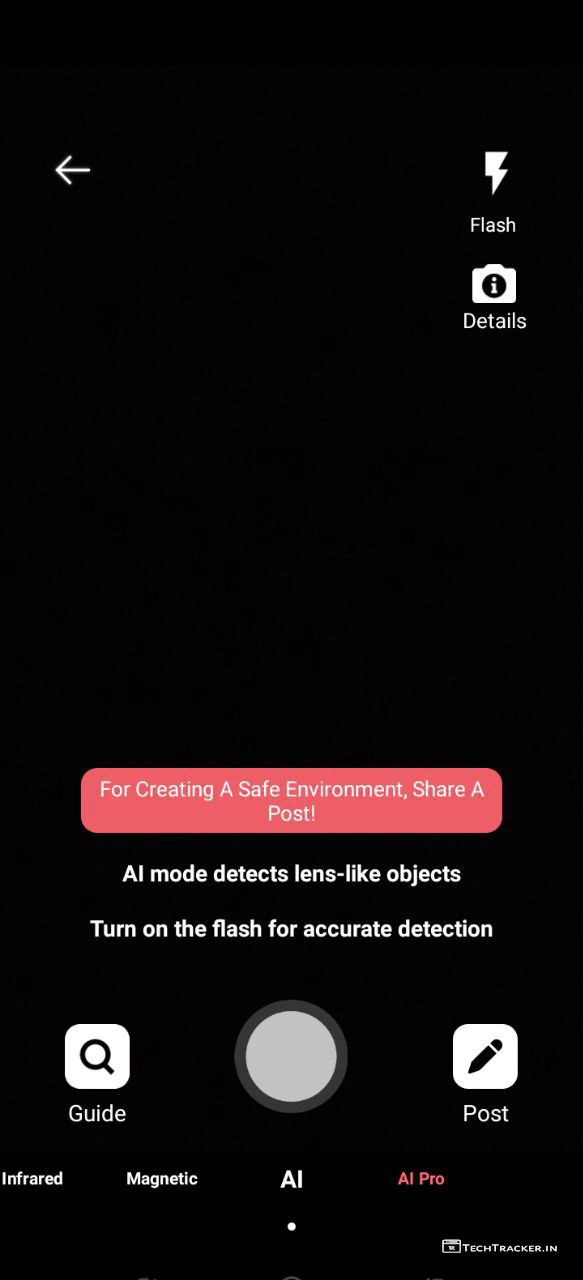 Flash
Details
For Creating A Safe Environment, Share A
Post!
AI mode detects lens-like objects
Turn on the flash for accurate detection
Guide
Post
Infrared
Magnetic
AI
AI Pro
TECHTRACKER.IN